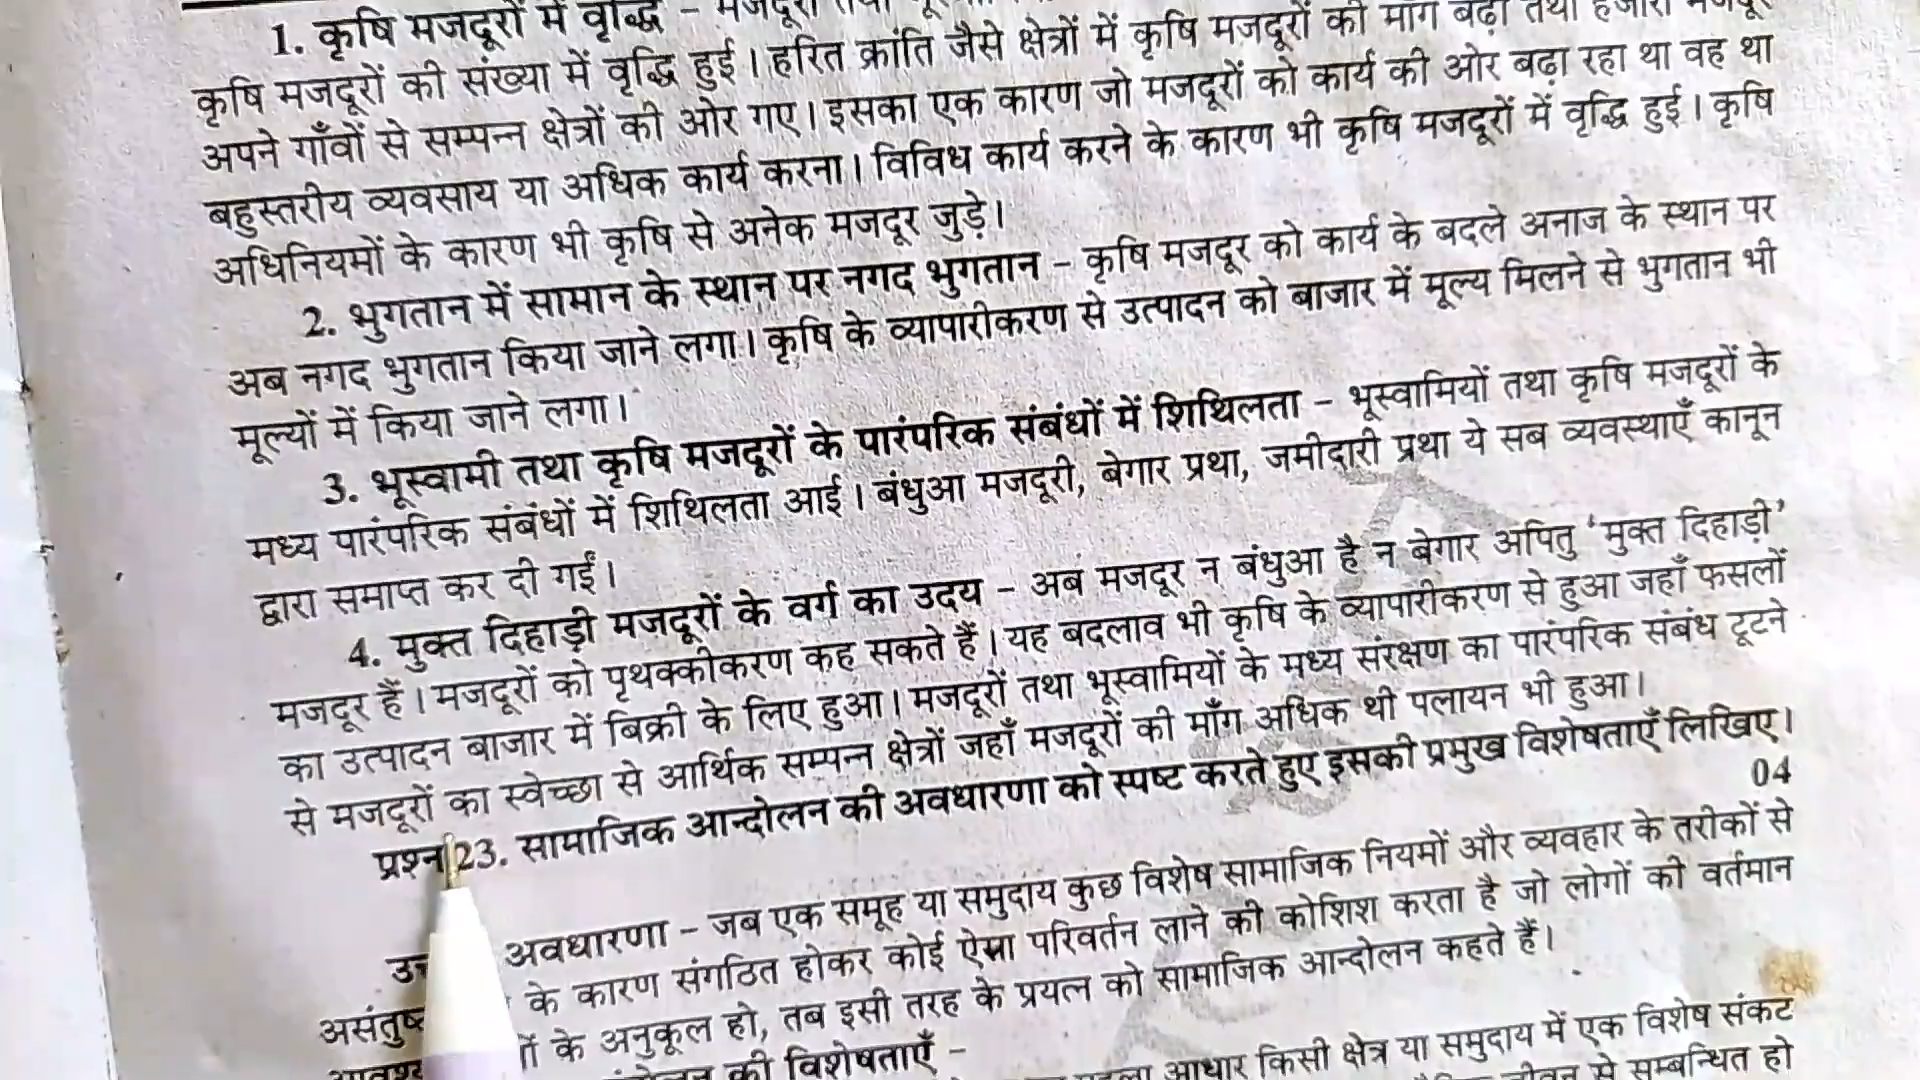 1. कृषि मजदूरों में वृद्धि – मजदूरी तथा
कृषि मजदूरों की संख्या में वृद्धि हुई। हरित क्रांति जैसे क्षेत्रों में कृषि मजदूरों की माँग बढ़ी तथा हजारों मजदूर
अपने गाँवों से सम्पन्न क्षेत्रों की ओर गए। इसका एक कारण जो मजदूरों को कार्य की ओर बढ़ा रहा था वह था
बहुस्तरीय व्यवसाय या अधिक कार्य करना। विविध कार्य करने के कारण भी कृषि मजदूरों में वृद्धि हुई। कृषि
अधिनियमों के कारण भी कृषि से अनेक मजदूर जुड़े।
2. भुगतान में सामान के स्थान पर नगद भुगतान – कृषि मजदूर को कार्य के बदले अनाज के स्थान पर
अब नगद भुगतान किया जाने लगा। कृषि के व्यापारीकरण से उत्पादन को बाजार में मूल्य मिलने से भुगतान भी
मूल्यों में किया जाने लगा।
3. भूस्वामी तथा कृषि मजदूरों के पारंपरिक संबंधों में शिथिलता – भूस्वामियों तथा कृषि मजदूरों के
मध्य पारंपरिक संबंधों में शिथिलता आई। बंधुआ मजदूरी, बेगार प्रथा, जमीदारी प्रथा ये सब व्यवस्थाएँ कानून
द्वारा समाप्त कर दी गईं।
4. मुक्त दिहाड़ी मजदूरों के वर्ग का उदय – अब मजदूर न बंधुआ है न बेगार अपितु ‘मुक्त दिहाड़ी’
मजदूर हैं। मजदूरों को पृथक्कीकरण कह सकते हैं। यह बदलाव भी कृषि के व्यापारीकरण से हुआ जहाँ फसलों
का उत्पादन बाजार में बिक्री के लिए हुआ। मजदूरों तथा भूस्वामियों के मध्य संरक्षण का पारंपरिक संबंध टूटने
से मजदूरों का स्वेच्छा से आर्थिक सम्पन्न क्षेत्रों जहाँ मजदूरों की माँग अधिक थी पलायन भी हुआ।
प्रश्न 23. सामाजिक आन्दोलन की अवधारणा को स्पष्ट करते हुए इसकी प्रमुख विशेषताएँ लिखिए।
04
अवधारणा – जब एक समूह या समुदाय कुछ विशेष सामाजिक नियमों और व्यवहार के तरीकों से
के कारण संगठित होकर कोई ऐसा परिवर्तन लाने की कोशिश करता है जो लोगों की वर्तमान
के अनुकूल हो, तब इसी तरह के प्रयत्न को सामाजिक आन्दोलन कहते हैं।
की विशेषताएँ –
आधार किसी क्षेत्र या समुदाय में एक विशेष संकट
जीवन से सम्बन्धित हो